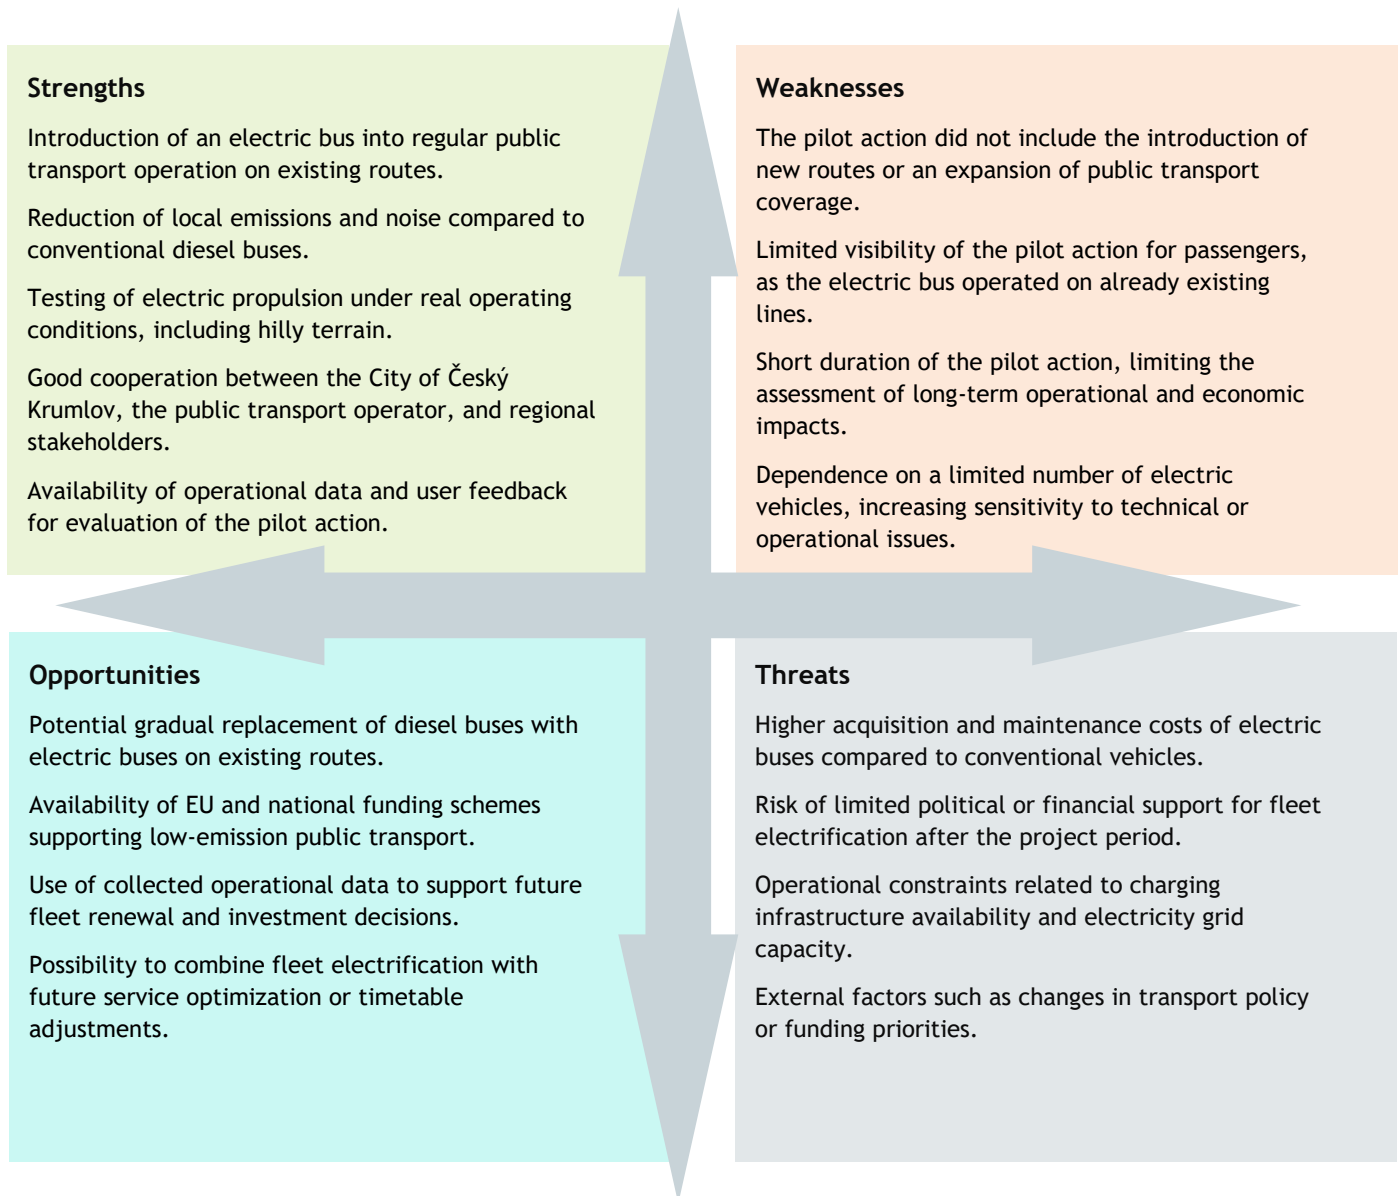 Strengths
Introduction of an electric bus into regular public
transport operation on existing routes.
Reduction of local emissions and noise compared to
conventional diesel buses.
Testing of electric propulsion under real operating
conditions, including hilly terrain.
Good cooperation between the City of Český
Krumlov, the public transport operator, and regional
stakeholders.
Availability of operational data and user feedback
for evaluation of the pilot action.
Weaknesses
The pilot action did not include the introduction of
new routes or an expansion of public transport
coverage.
Limited visibility of the pilot action for passengers,
as the electric bus operated on already existing
lines.
Short duration of the pilot action, limiting the
assessment of long-term operational and economic
impacts.
Dependence on a limited number of electric
vehicles, increasing sensitivity to technical or
operational issues.
Opportunities
Potential gradual replacement of diesel buses with
electric buses on existing routes.
Availability of EU and national funding schemes
supporting low-emission public transport.
Use of collected operational data to support future
fleet renewal and investment decisions.
Possibility to combine fleet electrification with
future service optimization or timetable
adjustments.
Threats
Higher acquisition and maintenance costs of electric
buses compared to conventional vehicles.
Risk of limited political or financial support for fleet
electrification after the project period.
Operational constraints related to charging
infrastructure availability and electricity grid
capacity.
External factors such as changes in transport policy
or funding priorities.